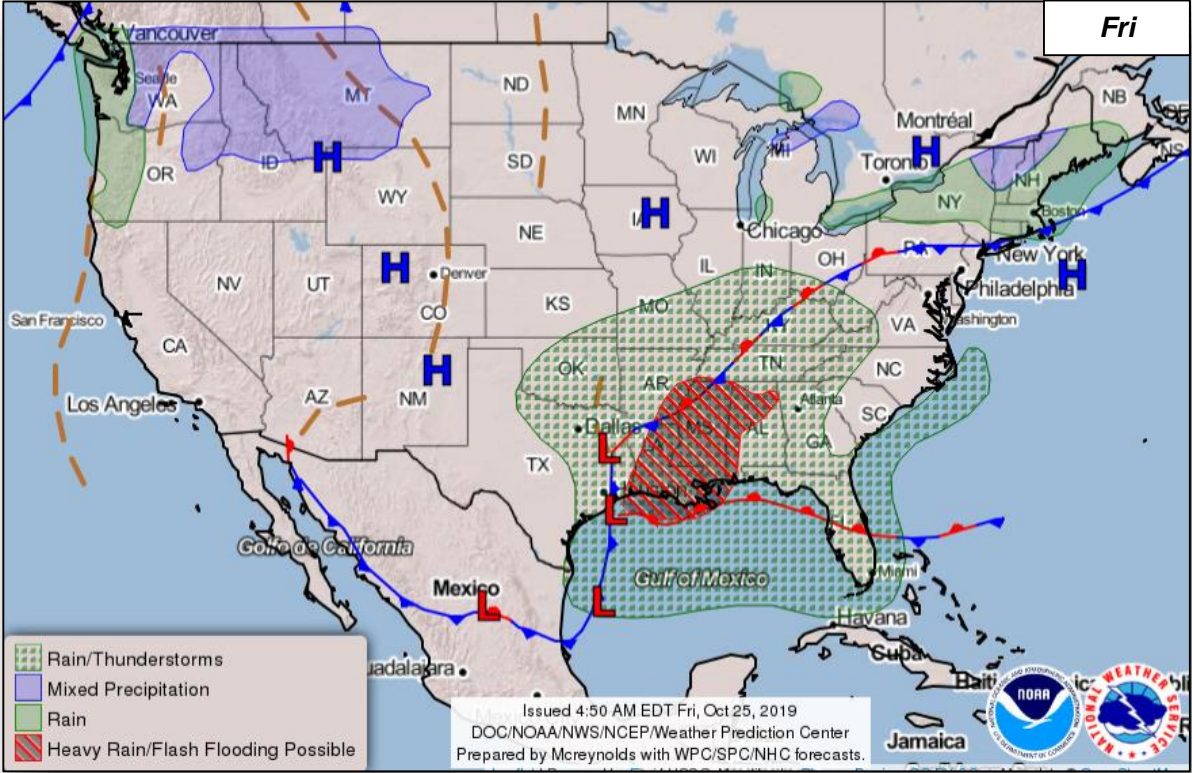 Fri
Vancouver
NB
ND
Seattle
WA
MT
MN
Montréal
NS
WI
MI
Toronto
H
H
ID
SD
OR
NH
WY
NY
Boston
H
IA
NE
Chicago
PA
New York
OH
IL
IN
H
Denver
H
NV
UT
Philadelphia
CO
KS
MO
San Francisco
VA
Washington
KY
CA
TN
OK
NC
H
AR
AZ
NM
Los Angeles
Atlanta
SC
Dallas
MS
AL
GA
L
TX
L
Golfo de California
Miami
Gulf of Mexico
Mexico
L
L
Havana
Cuba
Rain/Thunderstorms
Mixed Precipitation
Rain
Heavy Rain/Flash Flooding Possible
uadalajara
Issued 4:50 AM EDT Fri, Oct 25, 2019
DOC/NOAA/NWS/NCEP/Weather Prediction Center
Prepared by Mcreynolds with WPC/SPC/NHC forecasts.
Haiti
NOAA
NATIONAL WEATHER SERVICE
Jamaica